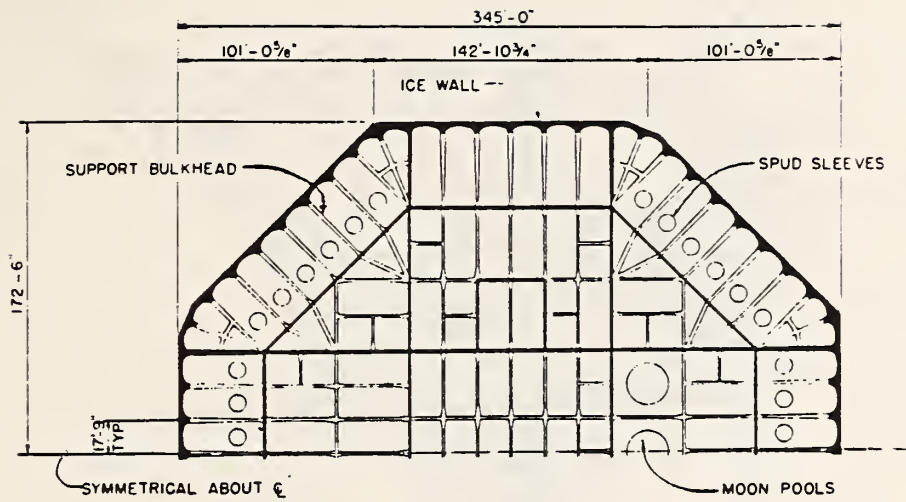 345'-0"
101'-0⅝" 142'-10¾" 101'-0⅝"
ICE WALL
SUPPORT BULKHEAD
SPUD SLEEVES
172'-6"
17'-9"
TYP
SYMMETRICAL ABOUT ℄
MOON POOLS